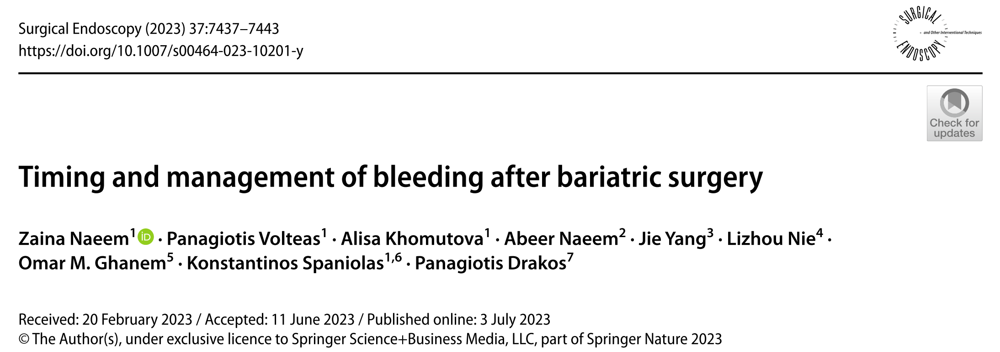 Surgical Endoscopy (2023) 37:7437–7443
https://doi.org/10.1007/s00464-023-10201-y
SURGICAL
and Other Interventional Techniques
ENDOSCOPY
Check for
updates
Timing and management of bleeding after bariatric surgery
Zaina Naeem1 iD · Panagiotis Volteas1 · Alisa Khomutova1 · Abeer Naeem2 · Jie Yang3 · Lizhou Nie4 ·
Omar M. Ghanem5 · Konstantinos Spaniolas1,6 · Panagiotis Drakos7
Received: 20 February 2023 / Accepted: 11 June 2023 / Published online: 3 July 2023
© The Author(s), under exclusive licence to Springer Science+Business Media, LLC, part of Springer Nature 2023